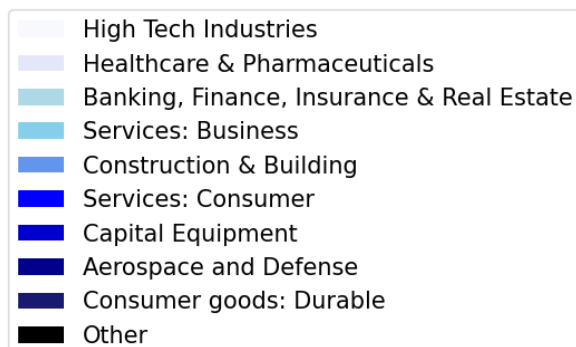 High Tech Industries
Healthcare & Pharmaceuticals
Banking, Finance, Insurance & Real Estate
Services: Business
Construction & Building
Services: Consumer
Capital Equipment
Aerospace and Defense
Consumer goods: Durable
Other